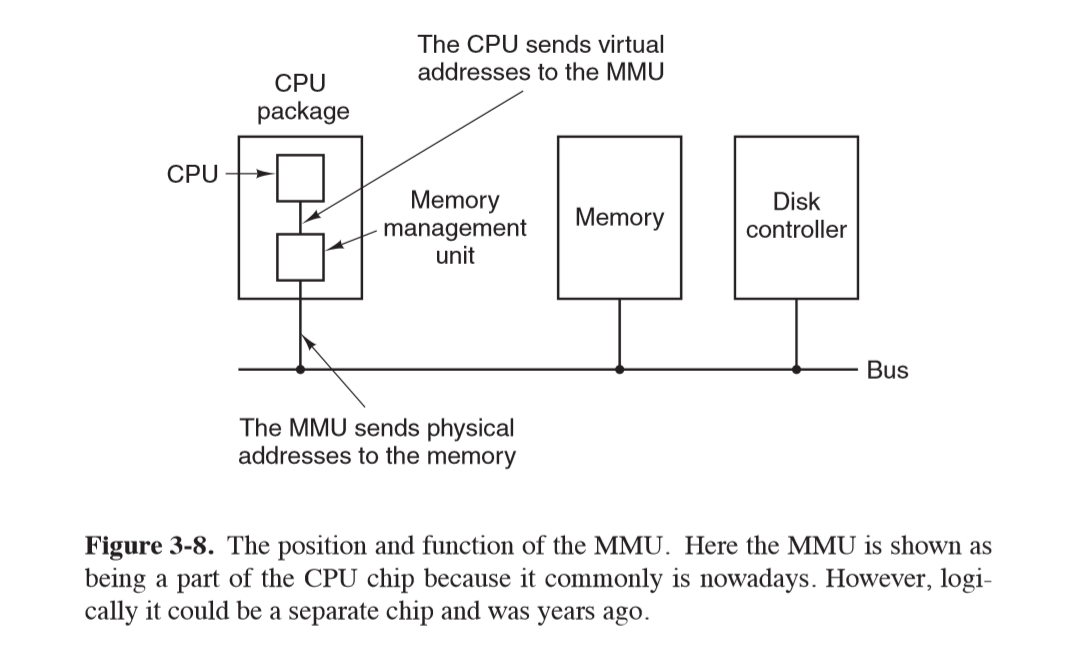 The CPU sends virtual
addresses to the MMU
CPU
package
CPU
Memory
management
unit
Memory
Disk
controller
Bus
The MMU sends physical
addresses to the memory
Figure 3-8. The position and function of the MMU. Here the MMU is shown as
being a part of the CPU chip because it commonly is nowadays. However, logi-
cally it could be a separate chip and was years ago.